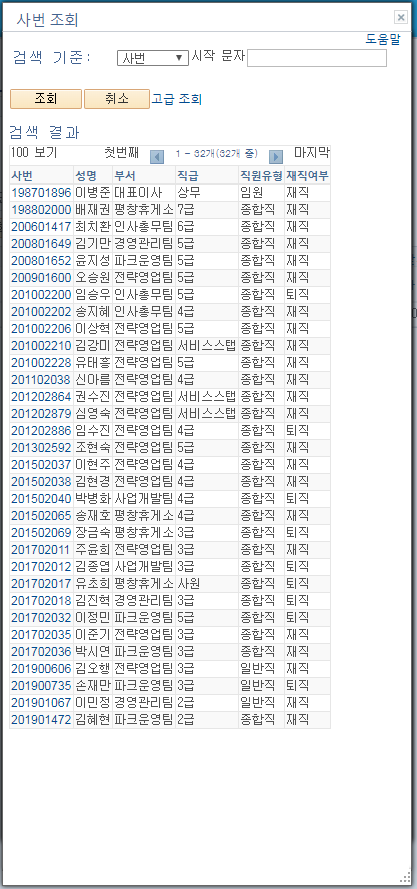 사번 조회
도움말
검색 기준: 사번 시작 문자
조회 취소 고급 조회
검색 결과
100 보기 첫번째 1 - 32개(32개 중) 마지막
사번 성명 부서 직급 직원유형 재직여부
198701896 이병준 대표이사 상무 임원 재직
198802000 배재권 평창휴게소 7급 종합직 재직
200601417 최치환 인사총무팀 6급 종합직 재직
200801649 김기만 경영관리팀 5급 종합직 재직
200801652 윤지성 파크운영팀 5급 종합직 재직
200901600 오승원 전략영업팀 5급 종합직 재직
201002200 임승우 인사총무팀 5급 종합직 퇴직
201002202 송지혜 인사총무팀 4급 종합직 재직
201002206 이상혁 전략영업팀 5급 종합직 재직
201002210 김강미 전략영업팀 서비스스탭 종합직 재직
201002228 유태홍 전략영업팀 5급 종합직 재직
201102038 신아름 전략영업팀 4급 종합직 재직
201202864 권수진 전략영업팀 서비스스탭 종합직 재직
201202879 심영숙 전략영업팀 서비스스탭 종합직 재직
201202886 임수진 전략영업팀 4급 종합직 퇴직
201302592 조현숙 전략영업팀 5급 종합직 재직
201502037 이현주 전략영업팀 4급 종합직 재직
201502038 김현경 전략영업팀 4급 종합직 재직
201502040 박병화 사업개발팀 4급 종합직 퇴직
201502065 송재호 평창휴게소 4급 종합직 재직
201502069 장금숙 평창휴게소 3급 종합직 퇴직
201702011 주윤희 전략영업팀 3급 종합직 재직
201702012 김종엽 사업개발팀 3급 종합직 퇴직
201702017 유초희 평창휴게소 사원 종합직 퇴직
201702018 김진혁 경영관리팀 3급 종합직 퇴직
201702032 이정민 파크운영팀 5급 종합직 퇴직
201702035 이준기 전략영업팀 3급 종합직 재직
201702036 박시연 파크운영팀 3급 종합직 재직
201900606 김오행 전략영업팀 3급 일반직 재직
201900735 손재만 파크운영팀 3급 일반직 퇴직
201901067 이민정 경영관리팀 2급 일반직 재직
201901472 김혜현 파크운영팀 2급 종합직 재직